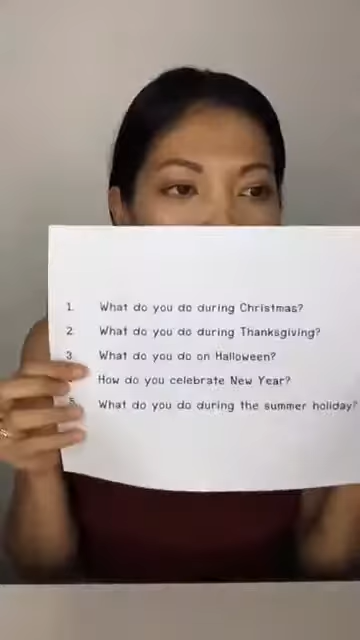 1. What do you do during Christmas?
2. What do you do during Thanksgiving?
3. What do you do on Halloween?
How do you celebrate New Year?
5. What do you do during the summer holiday?